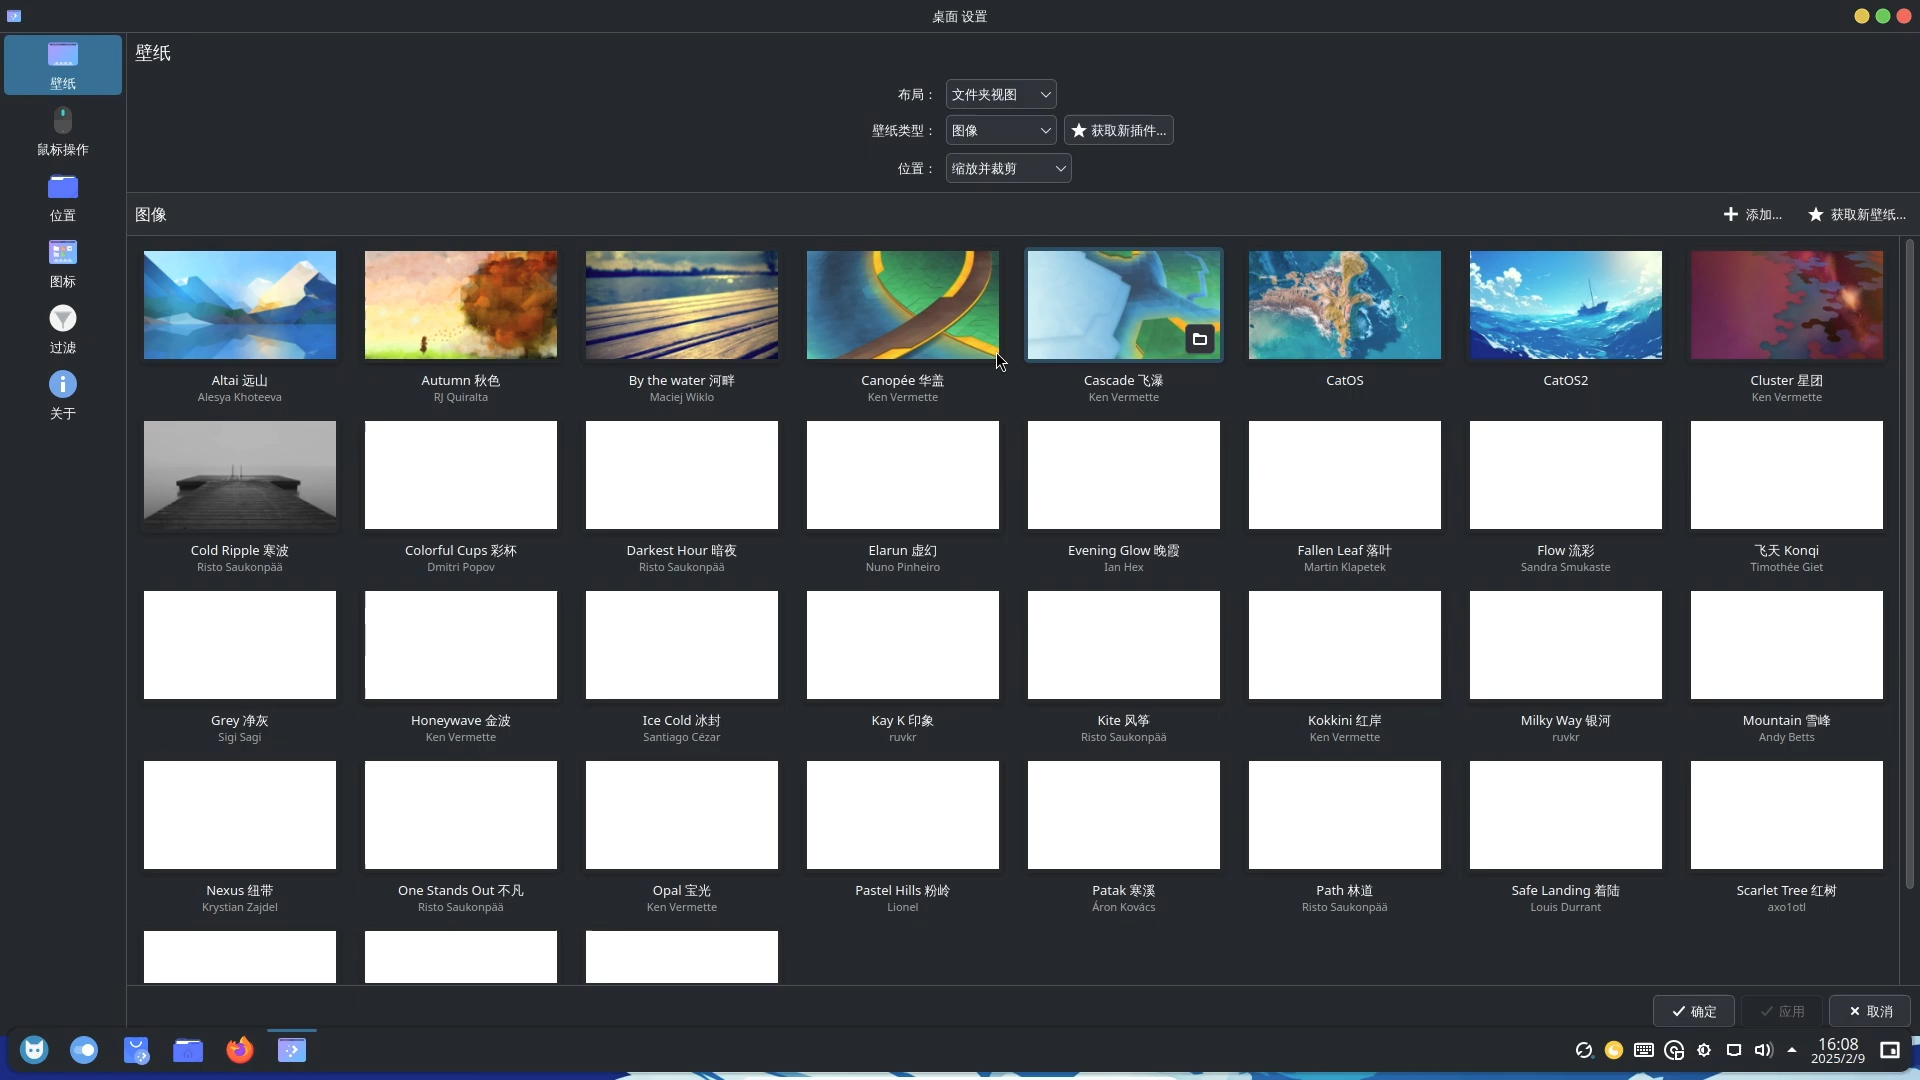 桌面 设置
壁纸
鼠标操作
位置
图标
过滤
关于
壁纸
布局：
文件夹视图
壁纸类型：
图像
获取新插件...
位置：
缩放并裁剪
图像
添加...
获取新壁纸...
Altai 远山
Alesya Khoteeva
Autumn 秋色
RJ Quiralta
By the water 河畔
Maciej Wiklo
Canopée 华盖
Ken Vermette
Cascade 飞瀑
Ken Vermette
CatOS
CatOS2
Cluster 星团
Ken Vermette
Cold Ripple 寒波
Risto Saukonpää
Colorful Cups 彩杯
Dmitri Popov
Darkest Hour 暗夜
Risto Saukonpää
Elarun 虚幻
Nuno Pinheiro
Evening Glow 晚霞
Ian Hex
Fallen Leaf 落叶
Martin Klapetek
Flow 流彩
Sandra Smukaste
飞天 Konqi
Timothée Giet
Grey 净灰
Sigi Sagi
Honeywave 金波
Ken Vermette
Ice Cold 冰封
Santiago Cézar
Kay K 印象
ruvkr
Kite 风筝
Risto Saukonpää
Kokkini 红岸
Ken Vermette
Milky Way 银河
ruvkr
Mountain 雪峰
Andy Betts
Nexus 纽带
Krystian Zajdel
One Stands Out 不凡
Risto Saukonpää
Opal 宝光
Ken Vermette
Pastel Hills 粉岭
Lionel
Patak 寒溪
Áron Kovács
Path 林道
Risto Saukonpää
Safe Landing 着陆
Louis Durrant
Scarlet Tree 红树
axo1otl
确定
应用
取消
16:08
2025/2/9